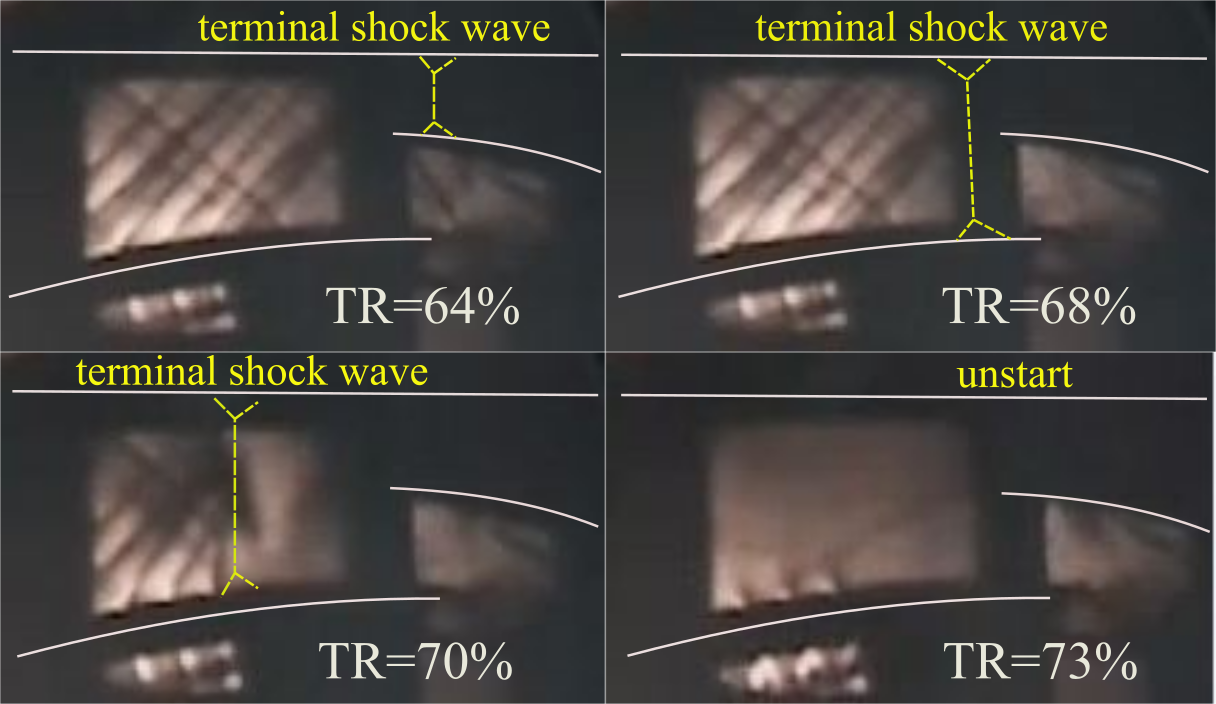 terminal shock wave
terminal shock wave
TR=64%
TR=68%
terminal shock wave
unstart
TR=70%
TR=73%